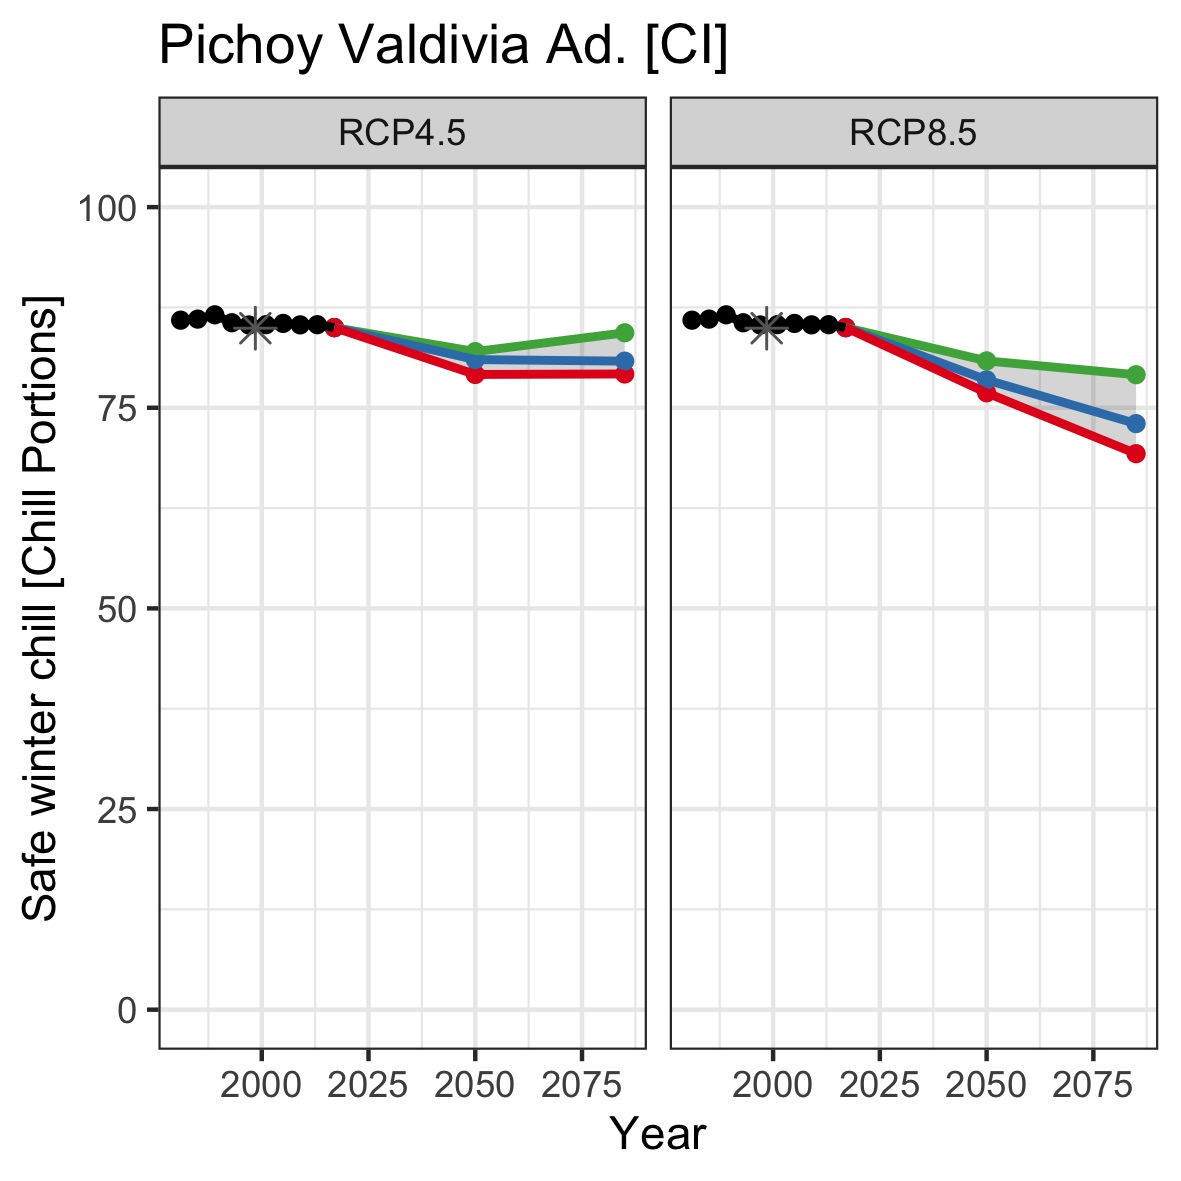 Pichoy Valdivia Ad. [CI]
RCP4.5
RCP8.5
Safe winter chill [Chill Portions]
100
75
50
25
0
2000 2025 2050 2075
2000 2025 2050 2075
Year